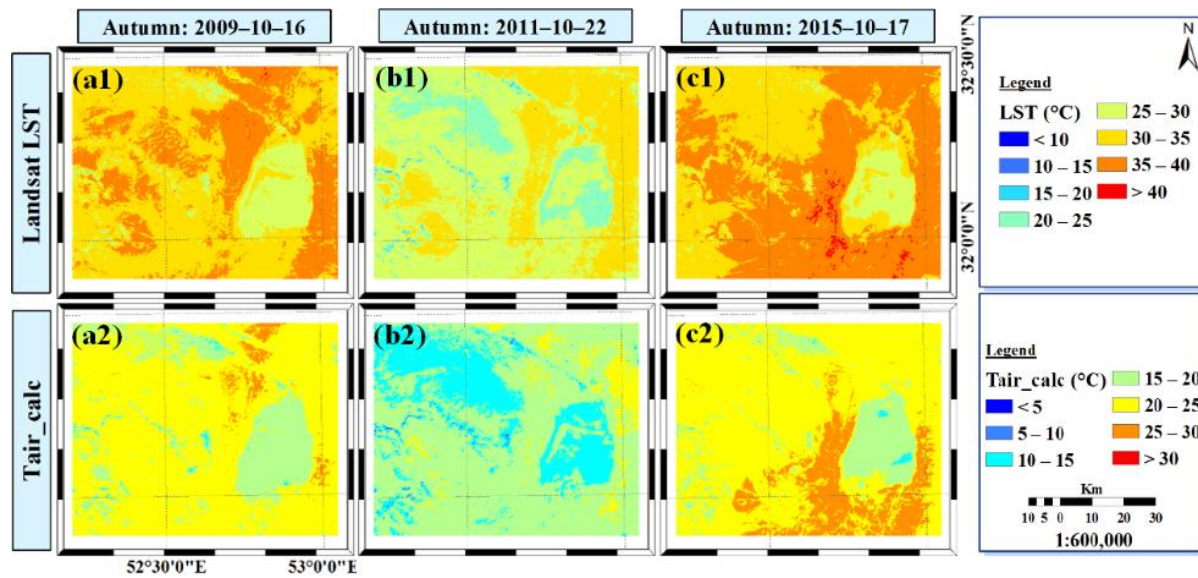 Autumn: 2009–10–16
Autumn: 2011–10–22
Autumn: 2015–10–17
Landsat LST
(a1)
(b1)
(c1)
32°30'0"N
32°0'0"N
N
Legend
LST (°C)
< 10
10 – 15
15 – 20
20 – 25
25 – 30
30 – 35
35 – 40
> 40
Tair_calc
(a2)
(b2)
(c2)
52°30'0"E
53°0'0"E
Legend
Tair_calc (°C)
< 5
5 – 10
10 – 15
15 – 20
20 – 25
25 – 30
> 30
Km
10 5 0 10 20 30
1:600,000